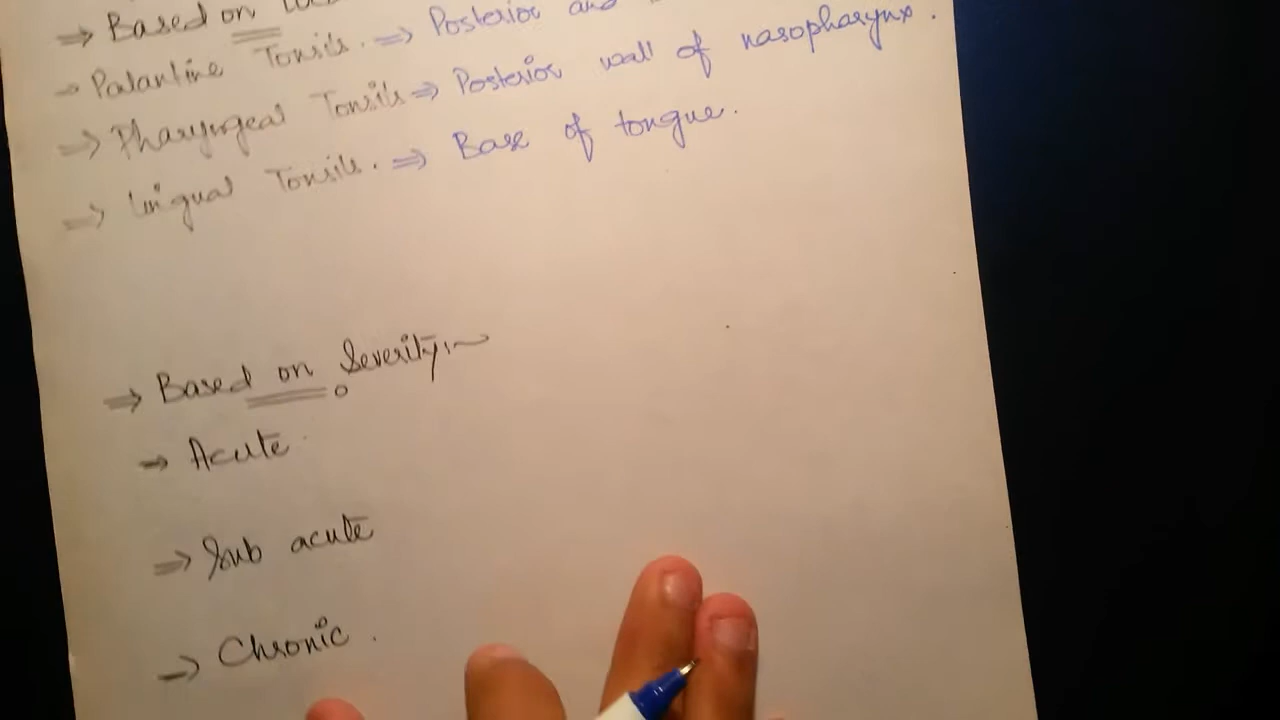 ⇒ Based on
→ Palantine Tonsils. ⇒ Posterior and
⇒ Pharyngeal Tonsils ⇒ Posterior wall of nasopharynx.
⇒ Lingual Tonsils. ⇒ Base of tongue.
⇒ Based on Severity:~
→ Acute
⇒ Sub acute
→ Chronic.